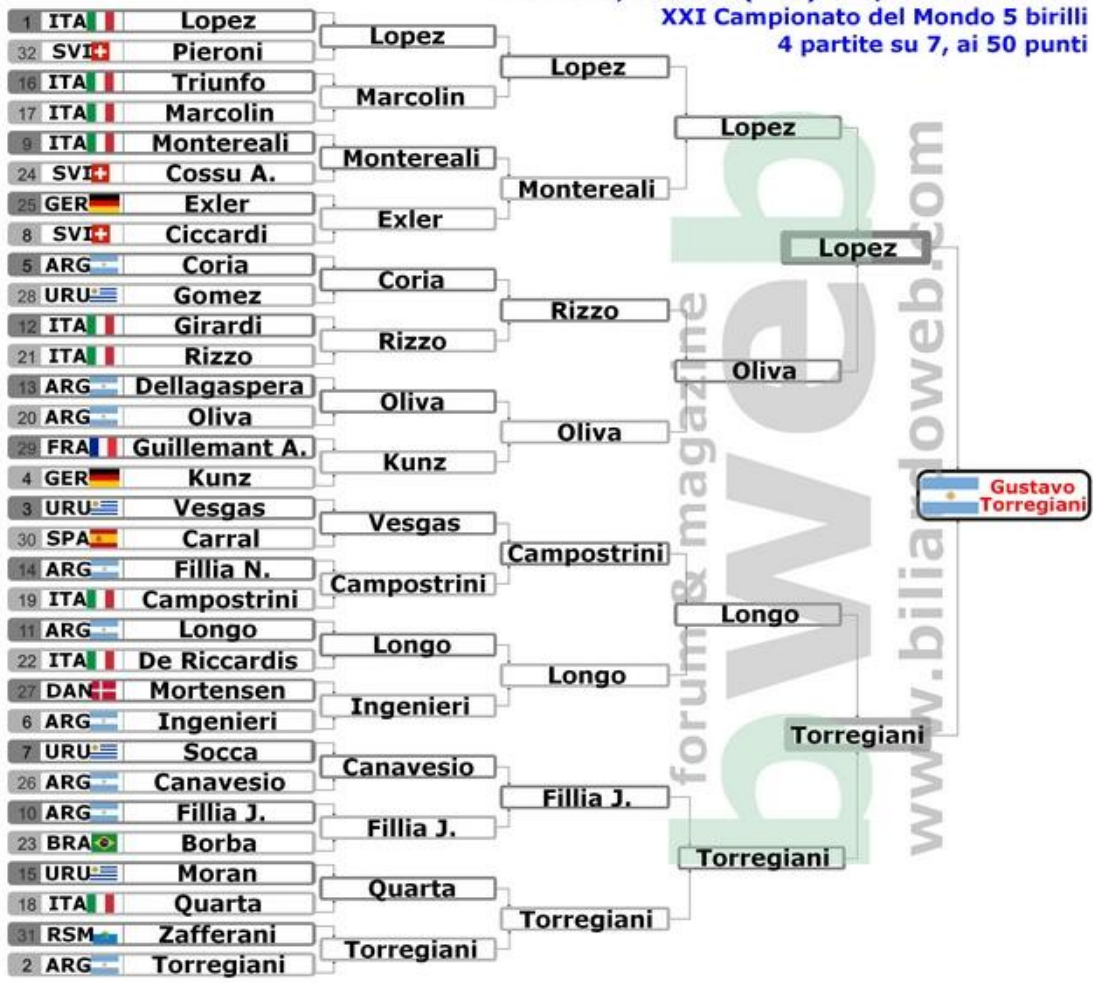 XXI Campionato del Mondo 5 birilli
4 partite su 7, ai 50 punti
1 ITA Lopez
32 SVI Pieroni
16 ITA Triunfo
17 ITA Marcolin
9 ITA Montereali
24 SVI Cossu A.
25 GER Exler
8 SVI Ciccardi
5 ARG Coria
28 URU Gomez
12 ITA Girardi
21 ITA Rizzo
13 ARG Dellagaspera
20 ARG Oliva
29 FRA Guillemant A.
4 GER Kunz
3 URU Vesgas
30 SPA Carral
14 ARG Fillia N.
19 ITA Campostrini
11 ARG Longo
22 ITA De Riccardis
27 DAN Mortensen
6 ARG Ingenieri
7 URU Socca
26 ARG Canavesio
10 ARG Fillia J.
23 BRA Borba
15 URU Moran
18 ITA Quarta
31 RSM Zafferani
2 ARG Torregiani
Lopez
Marcolin
Montereali
Exler
Coria
Rizzo
Oliva
Kunz
Vesgas
Campostrini
Longo
Ingenieri
Canavesio
Fillia J.
Quarta
Torregiani
Lopez
Montereali
Rizzo
Oliva
Campostrini
Longo
Fillia J.
Torregiani
Lopez
Oliva
Longo
Torregiani
Lopez
Torregiani
Gustavo
Torregiani
forum & magazine
bweb
www.biliardoweb.com